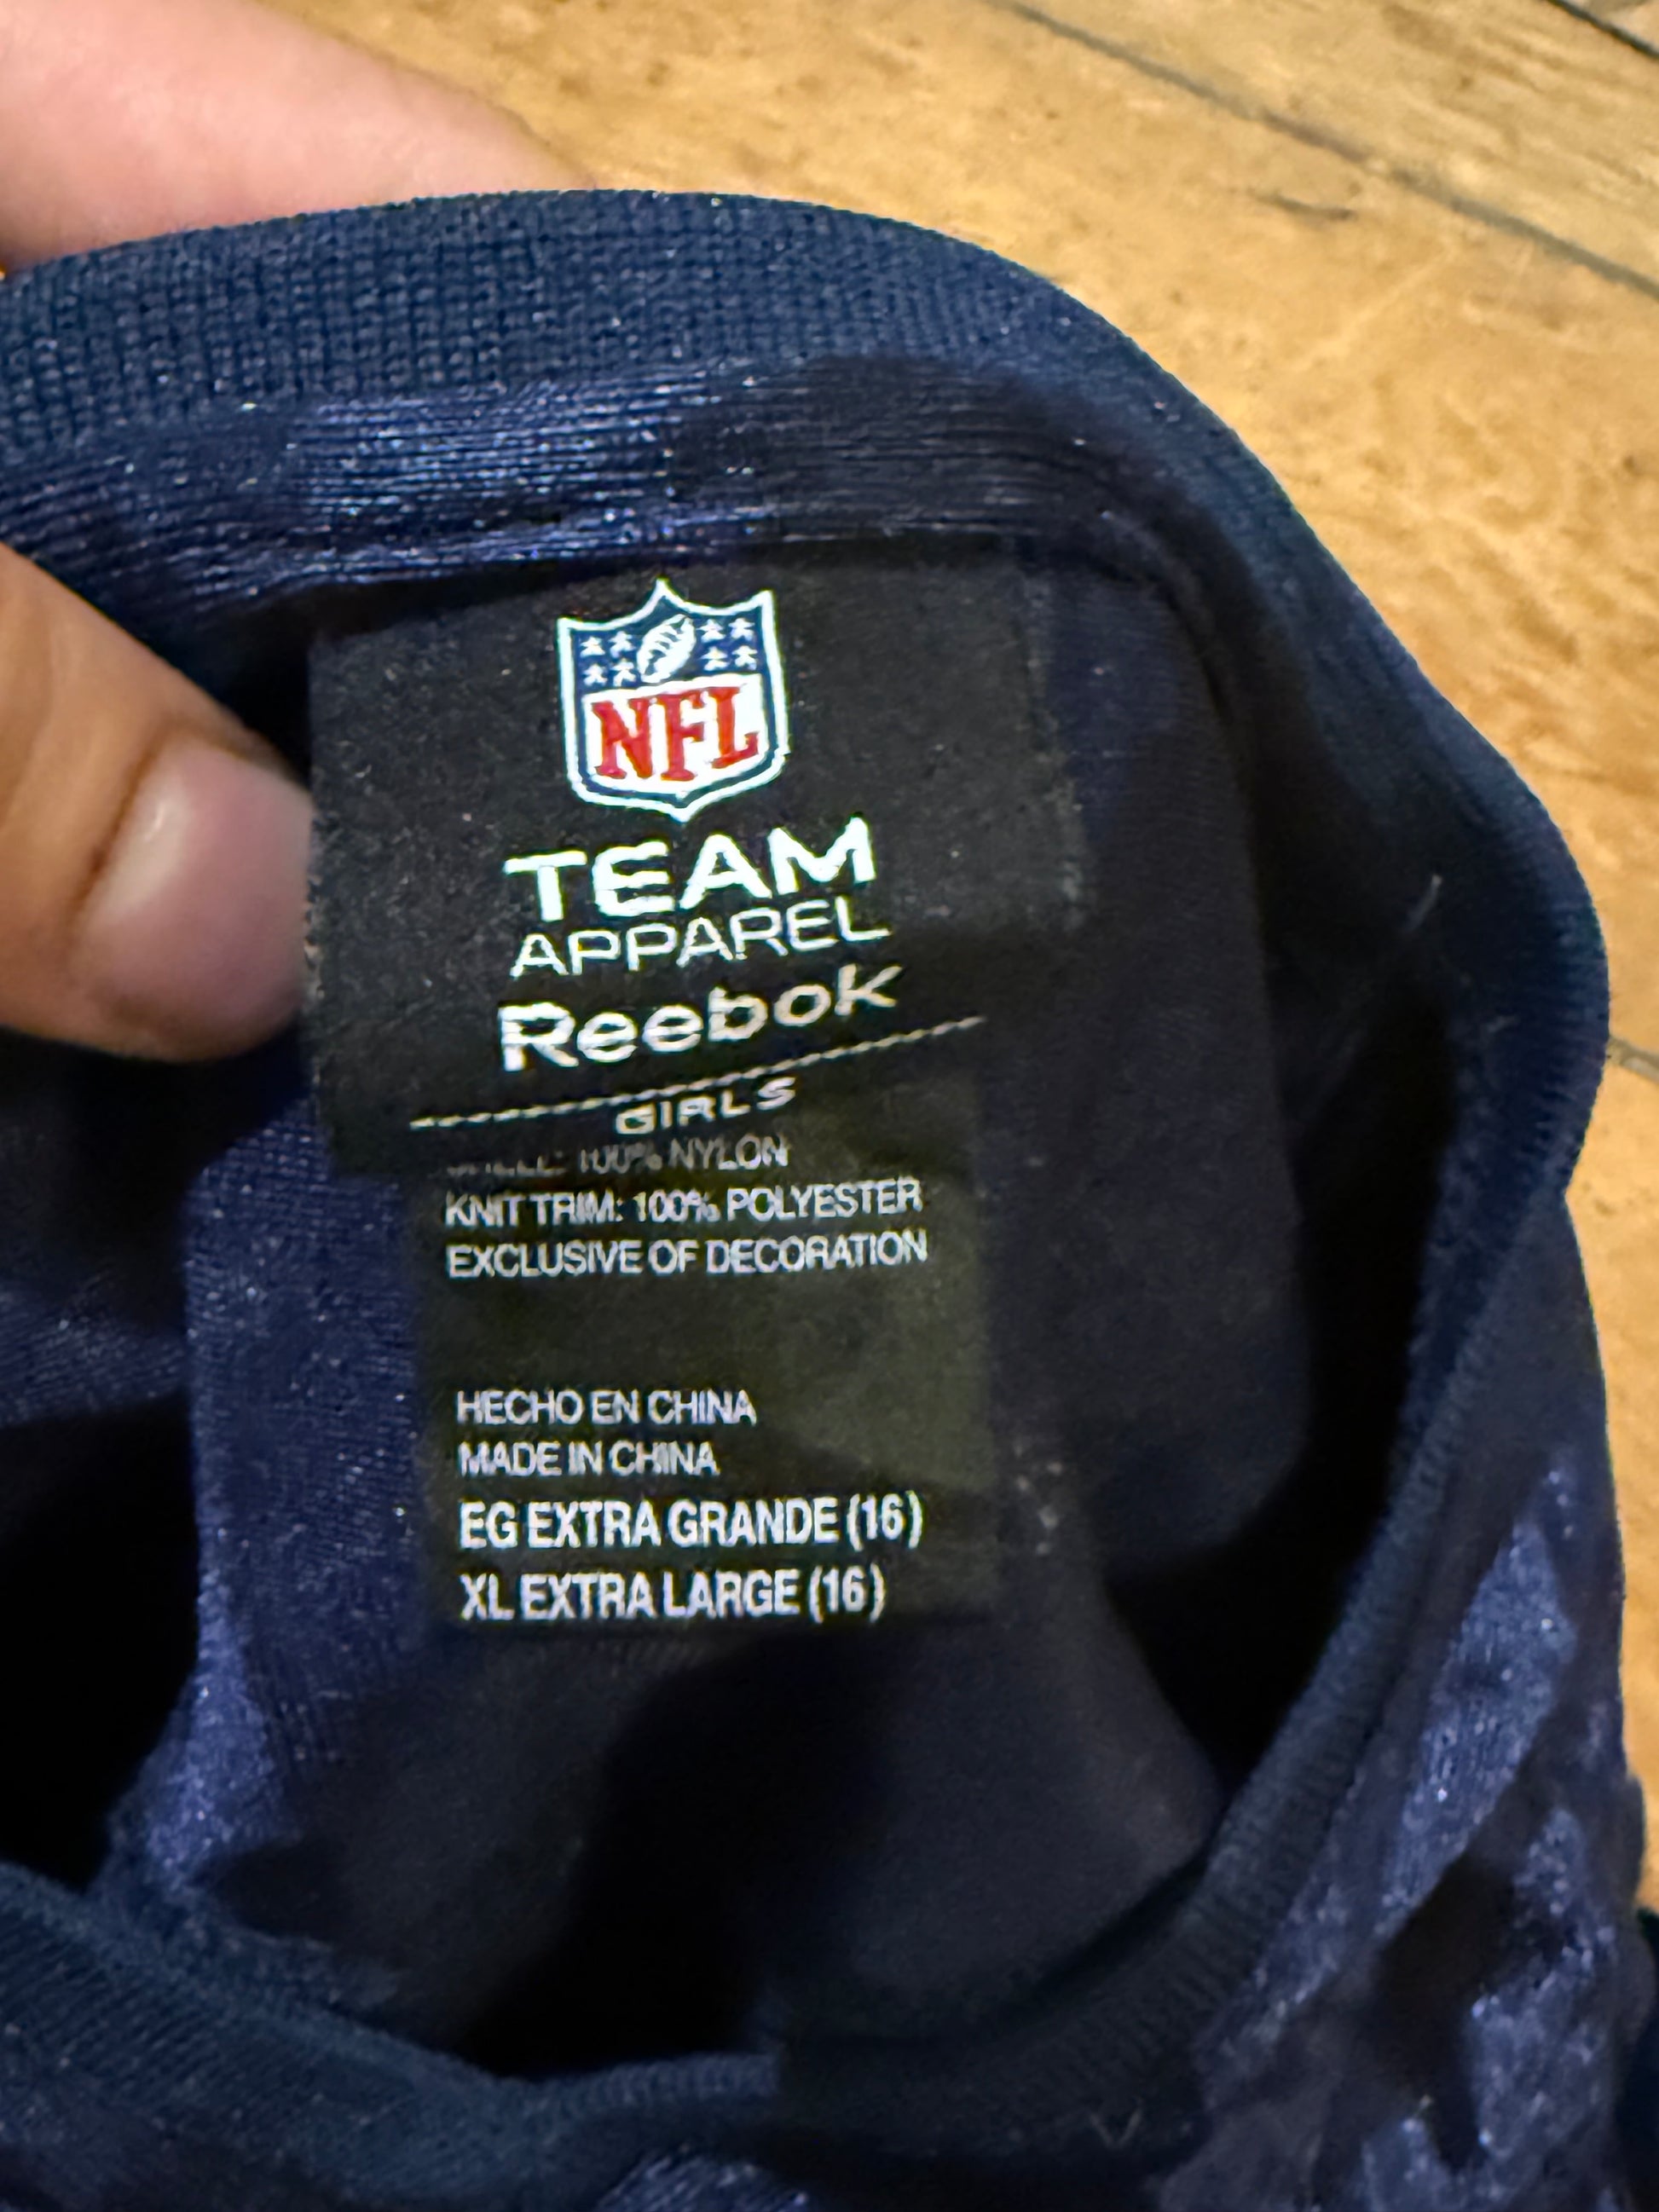 NFL
TEAM
APPAREL
Reebok
GIRLS
SHELL: 100% NYLON
KNIT TRIM: 100% POLYESTER
EXCLUSIVE OF DECORATION
HECHO EN CHINA
MADE IN CHINA
EG EXTRA GRANDE (16)
XL EXTRA LARGE (16)